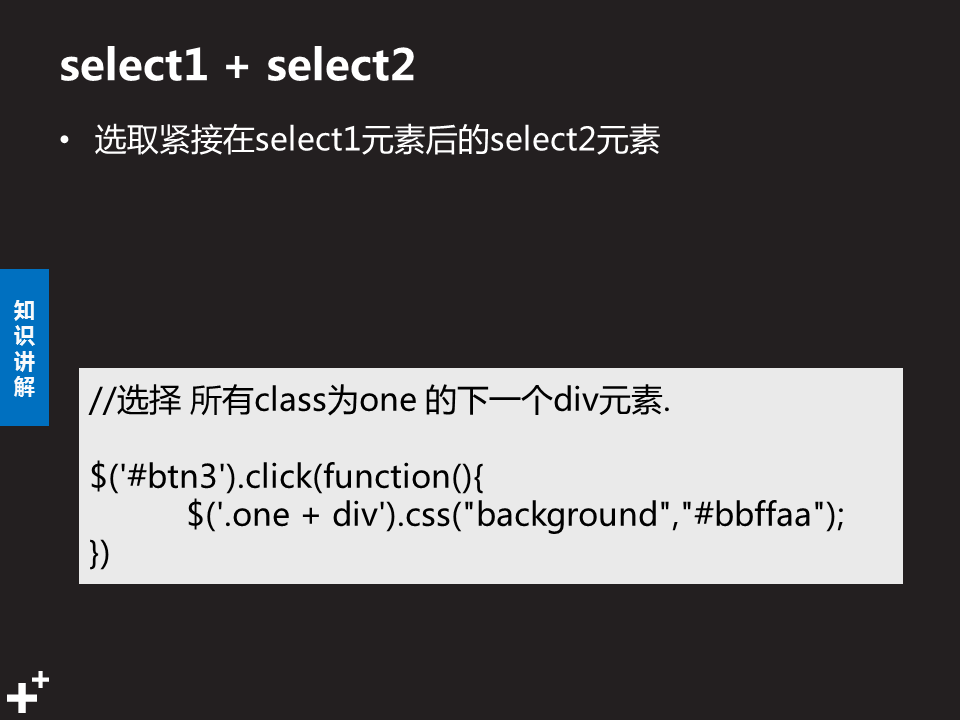 select1 + select2
• 选取紧接在select1元素后的select2元素
知
识
讲
解
//选择 所有class为one 的下一个div元素.
$('#btn3').click(function(){
$('.one + div').css("background","#bbffaa");
})